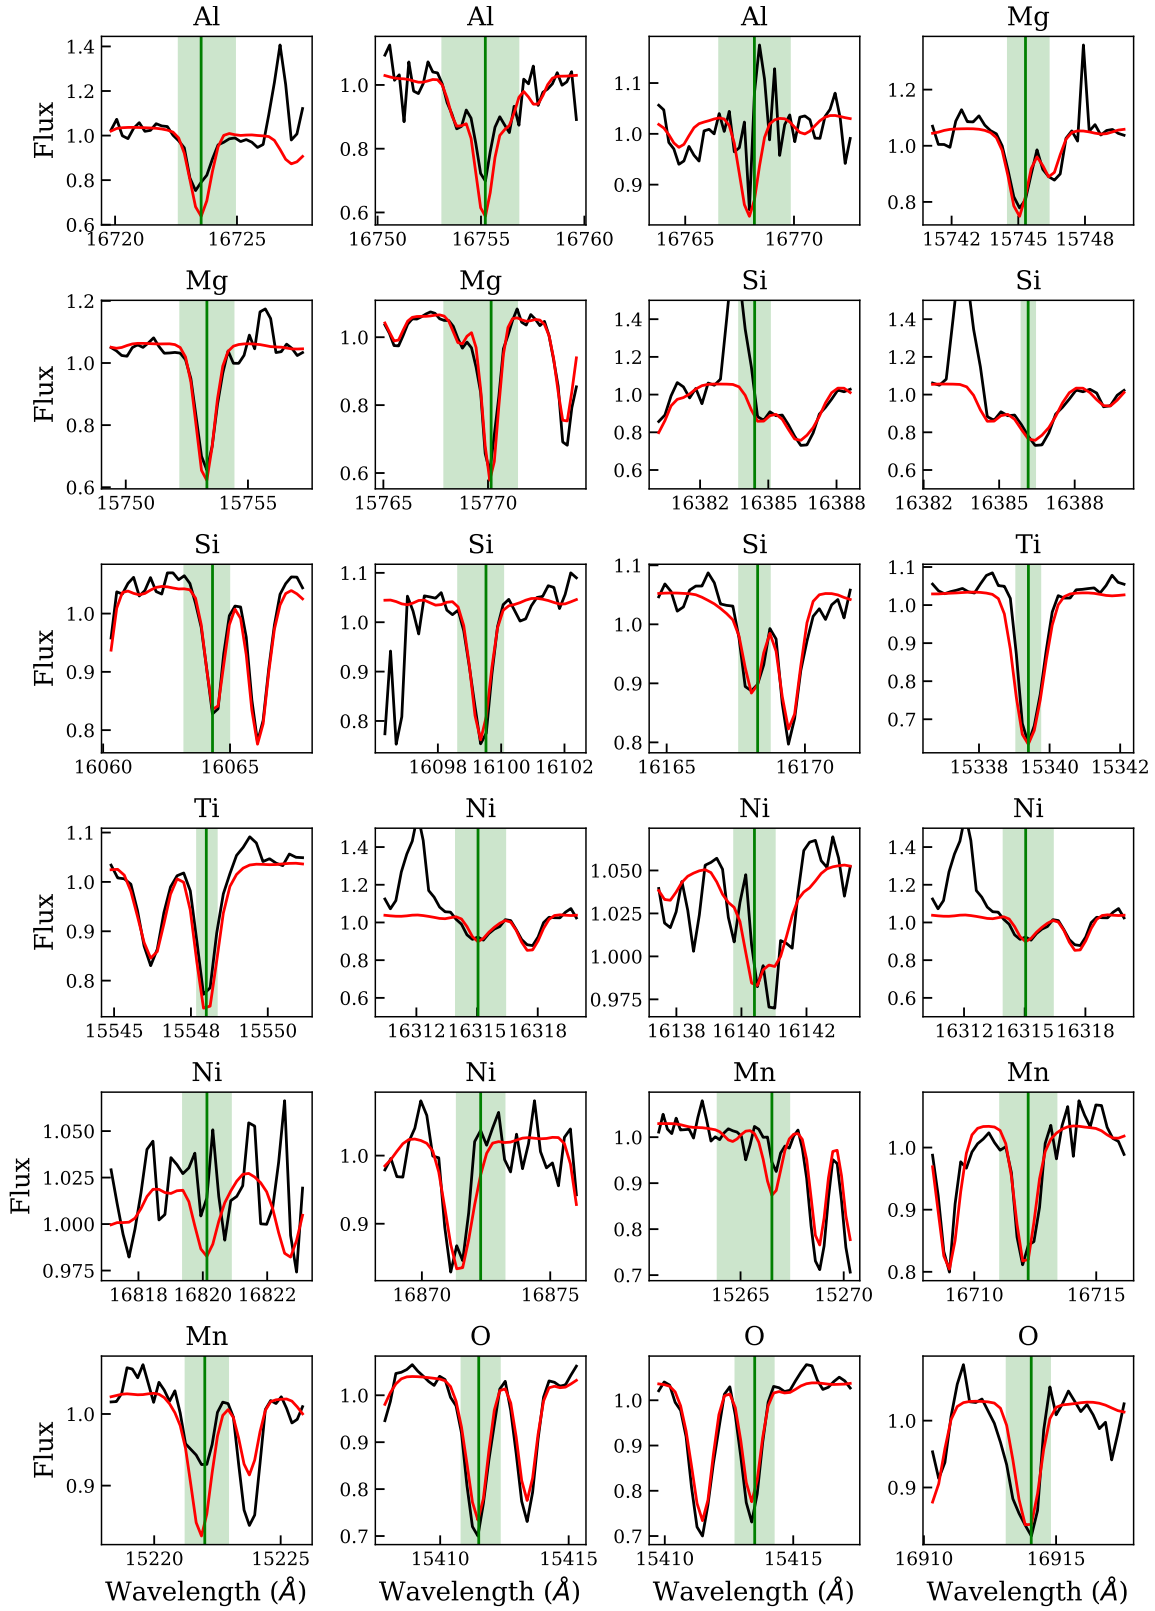 Al Al Al Mg
Flux 1.4 1.2 1.0 0.8 0.6 1.0 0.8 0.6 1.1 1.0 0.9 1.2 1.0 0.8
16720 16725 16750 16755 16760 16765 16770 15742 15745 15748
Mg Mg Si Si
Flux 1.2 1.0 0.8 0.6 1.0 0.8 0.6 1.4 1.2 1.0 0.8 0.6 1.4 1.2 1.0 0.8 0.6
15750 15755 15765 15770 16382 16385 16388 16382 16385 16388
Si Si Si Ti
Flux 1.0 0.9 0.8 1.1 1.0 0.9 0.8 1.1 1.0 0.9 0.8 1.1 1.0 0.9 0.8 0.7
16060 16065 16098 16100 16102 16165 16170 15338 15340 15342
Ti Ni Ni Ni
Flux 1.1 1.0 0.9 0.8 1.4 1.2 1.0 0.8 0.6 1.050 1.025 1.000 0.975 1.4 1.2 1.0 0.8 0.6
15545 15548 15550 16312 16315 16318 16138 16140 16142 16312 16315 16318
Ni Ni Mn Mn
Flux 1.050 1.025 1.000 0.975 1.0 0.9 1.0 0.9 0.8 0.7 1.0 0.9 0.8
16818 16820 16822 16870 16875 15265 15270 16710 16715
Mn O O O
Flux 1.0 0.9 1.0 0.9 0.8 0.7 1.0 0.9 0.8 0.7 1.0 0.9
15220 15225 15410 15415 15410 15415 16910 16915
Wavelength (Å) Wavelength (Å) Wavelength (Å) Wavelength (Å)